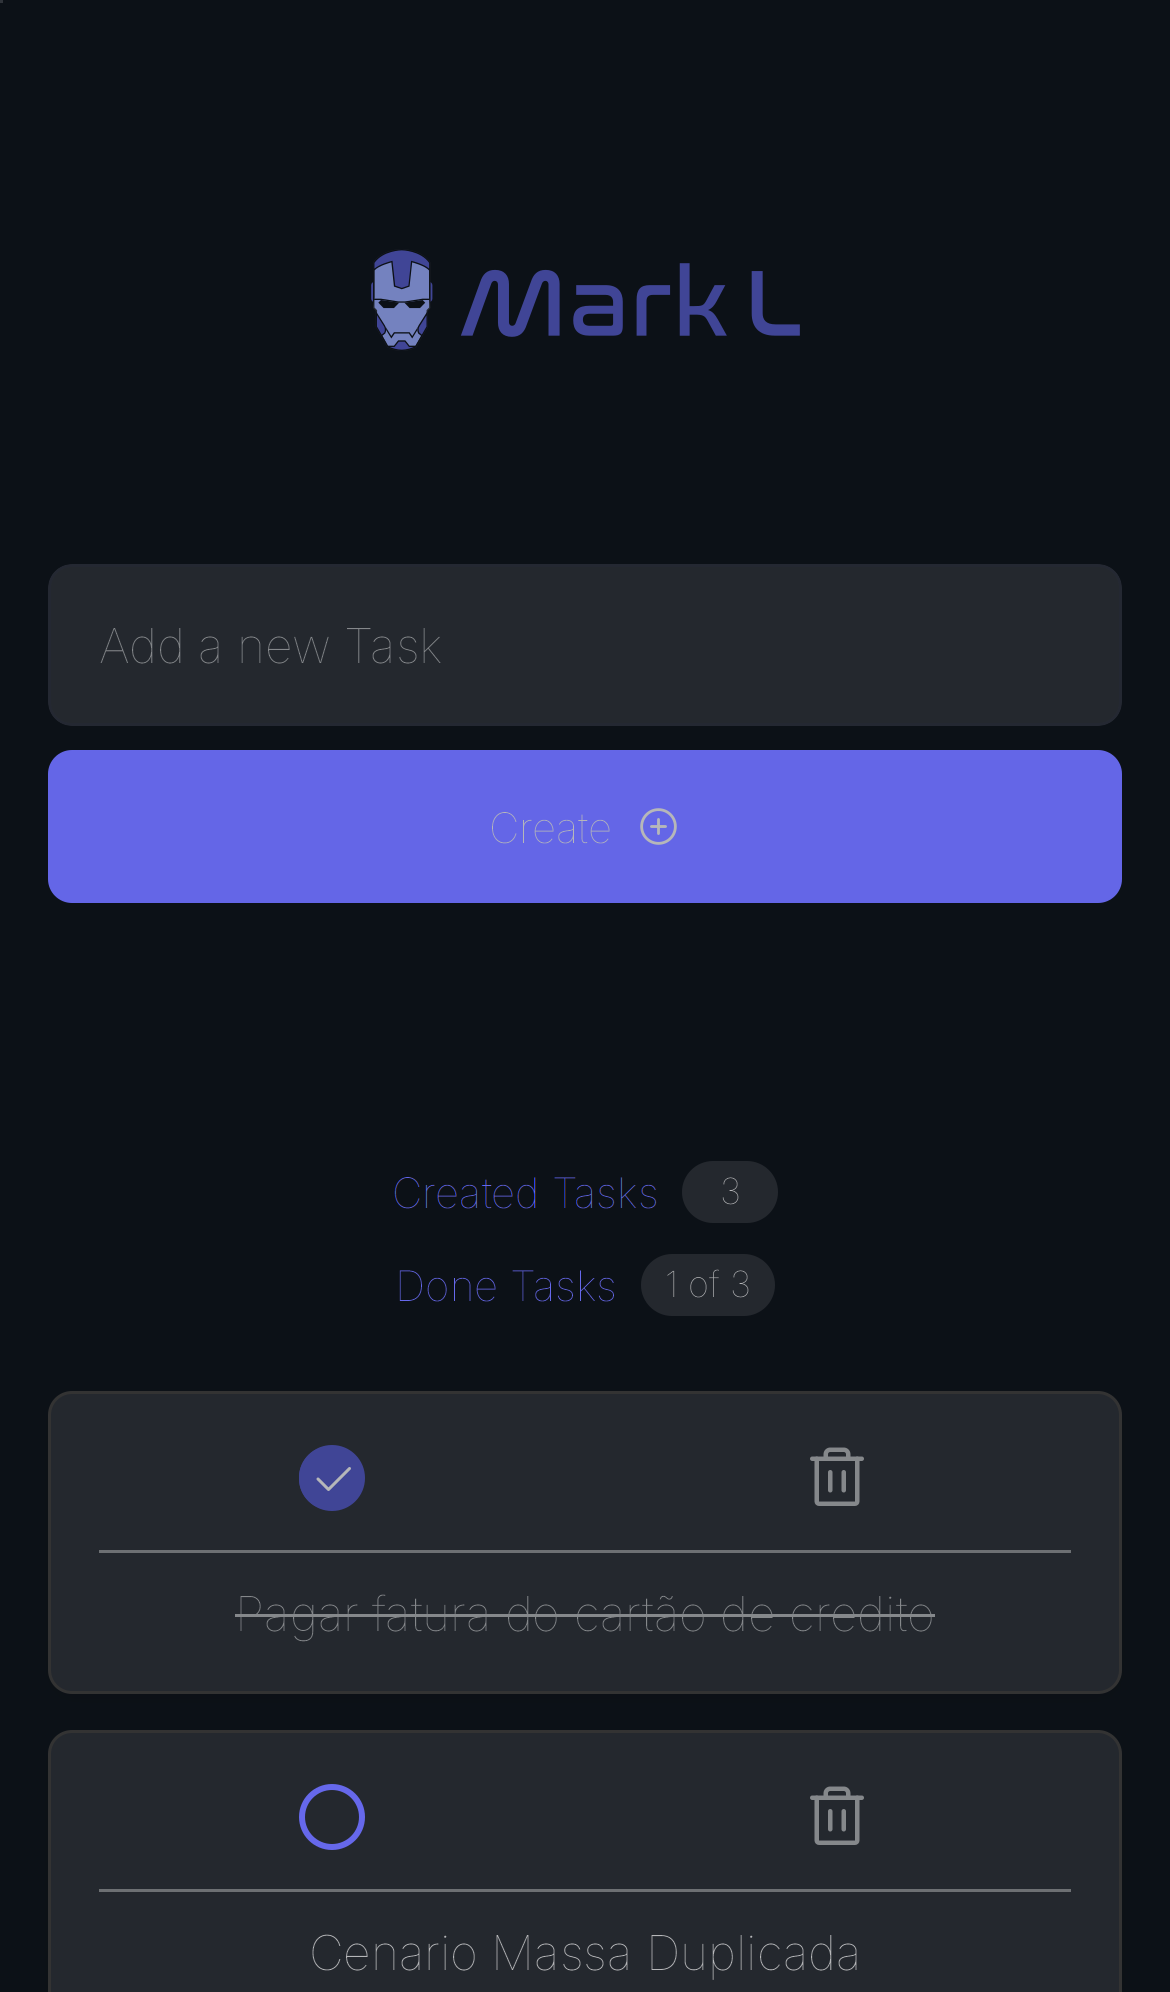 Mark L
Add a new Task
Create
Created Tasks 3
Done Tasks 1 of 3
Pagar fatura do cartão de credito
Cenario Massa Duplicada